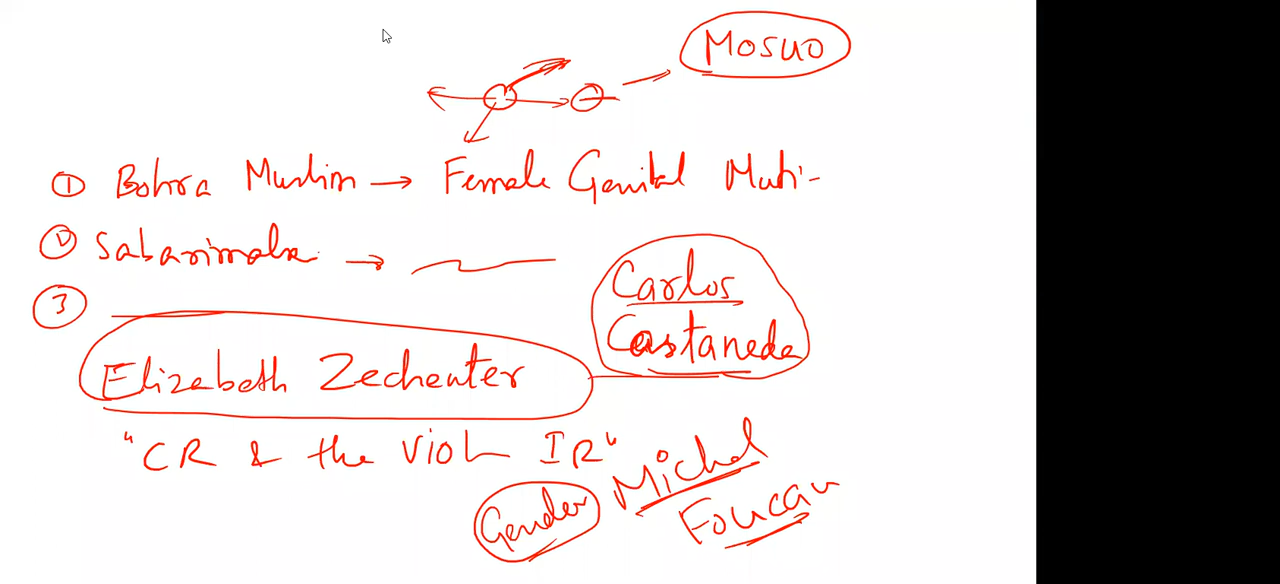 Mosuo
① Bohra Muslim → Female Genital Muti-
② Sabarimala →
③
Carlos
Castaneda
Elizabeth Zechenter
"CR & the Viol IR"
Gender
Michel
Foucau